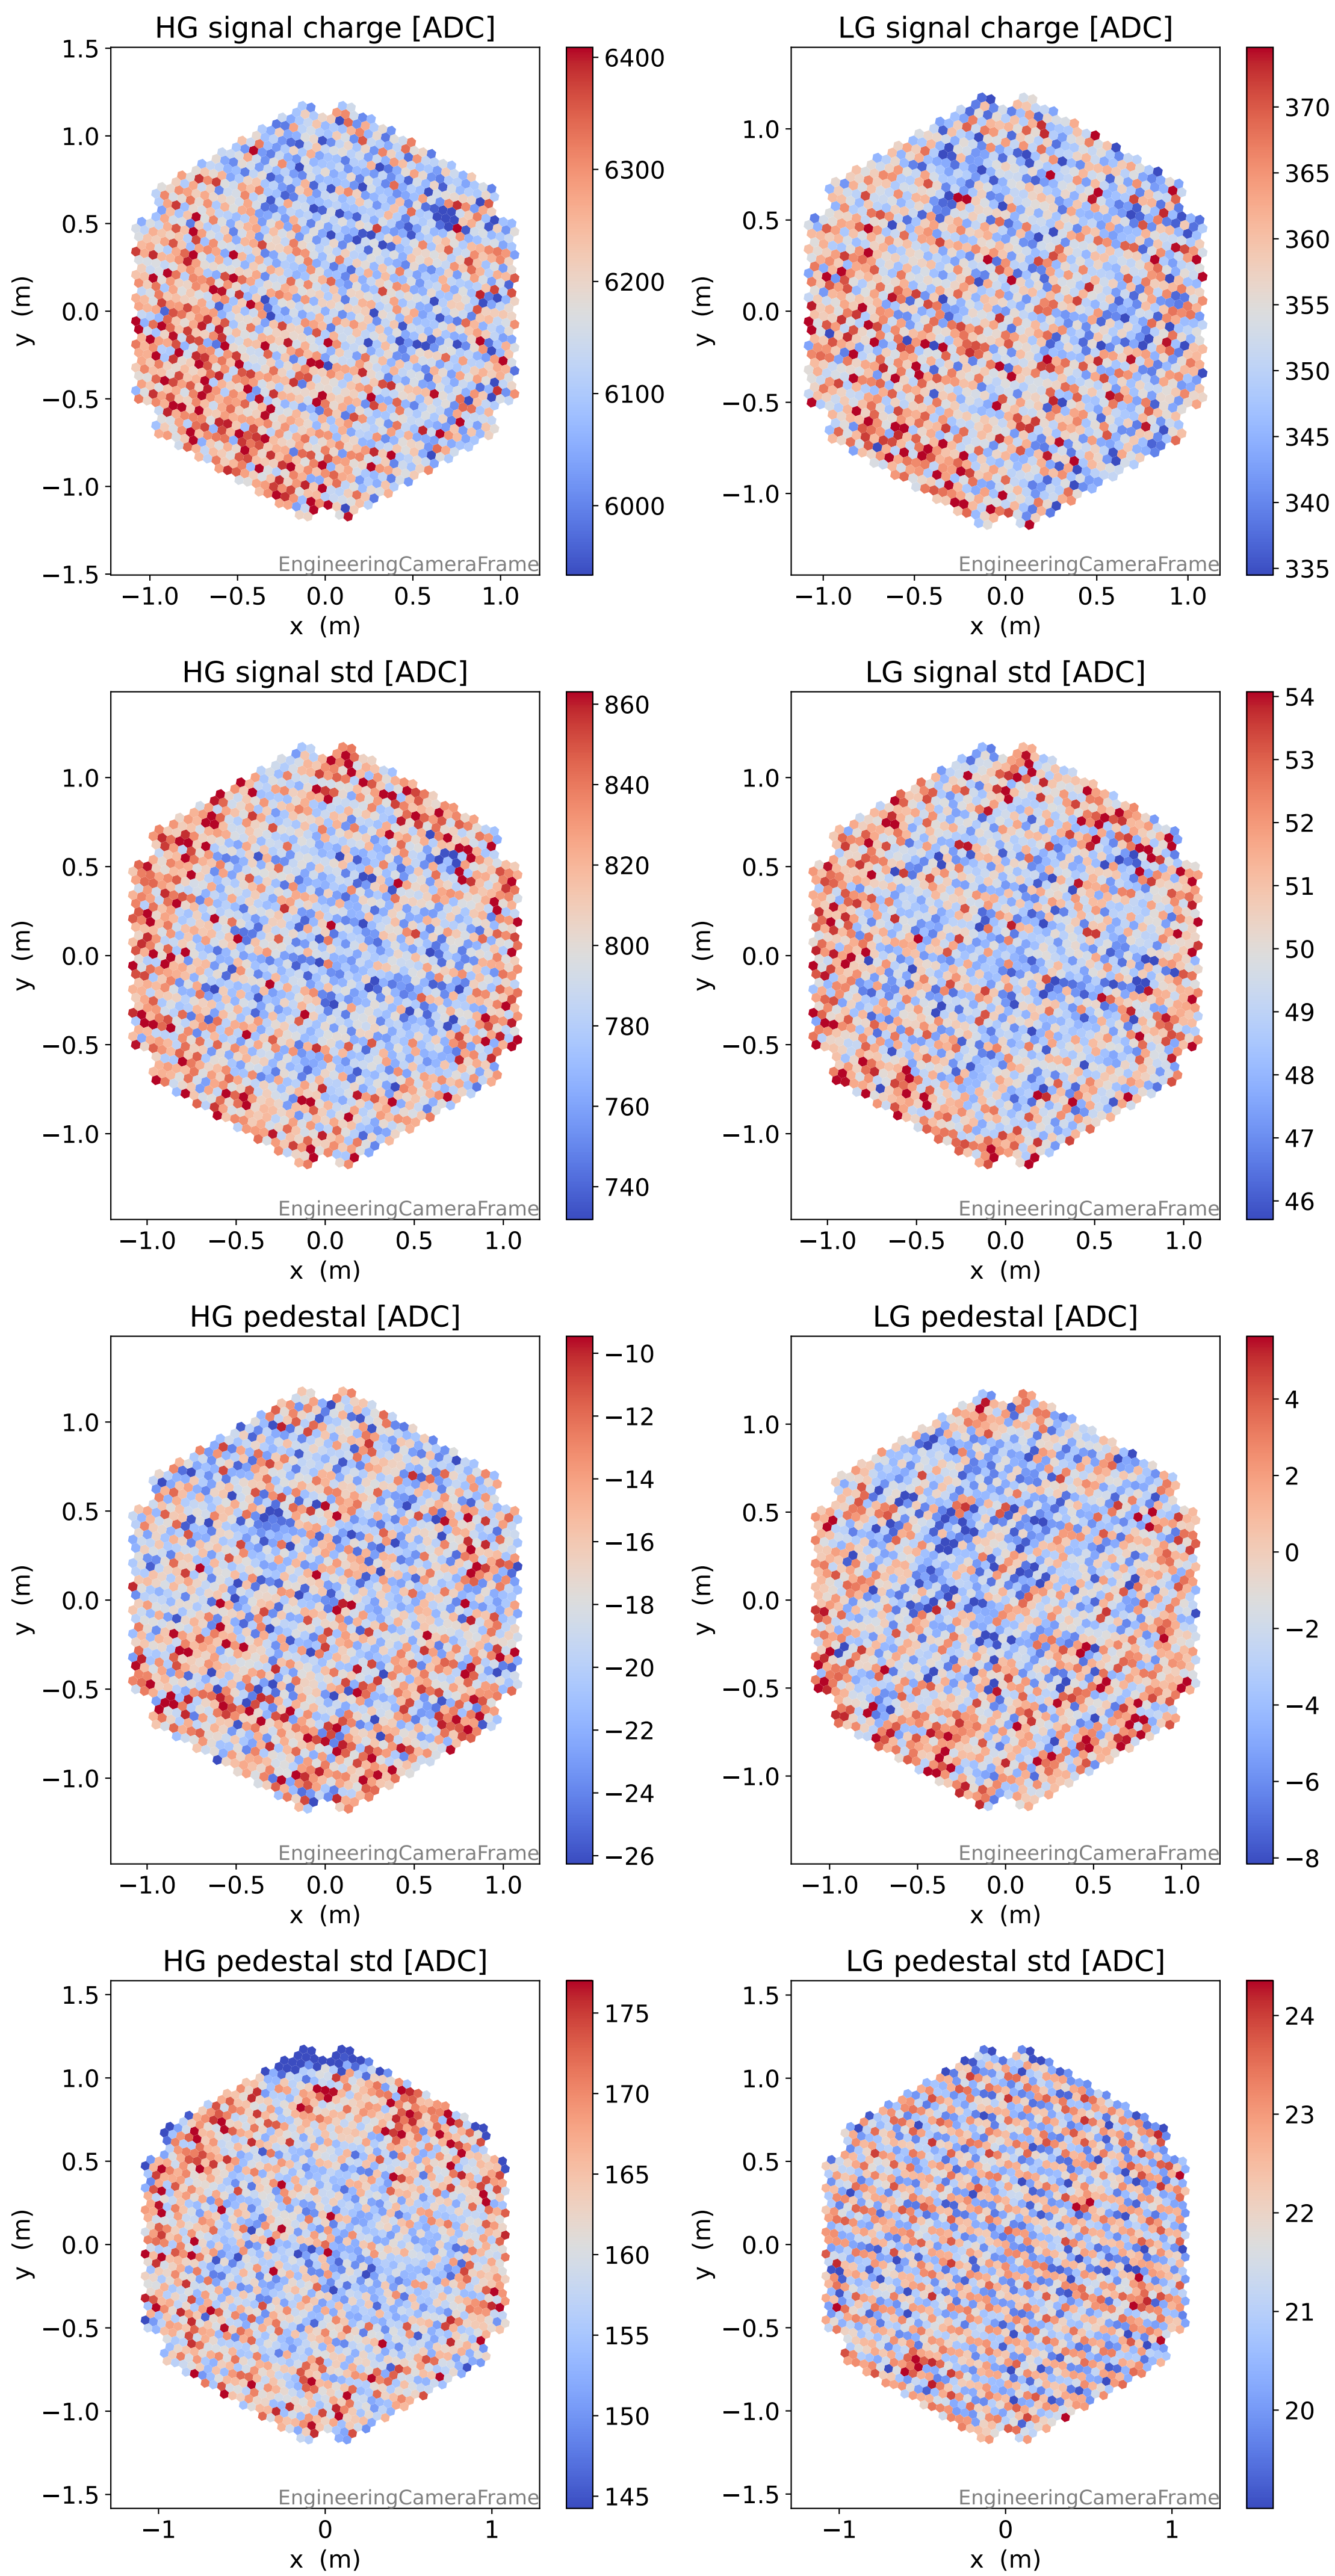 HG signal charge [ADC]
1.5
1.0
0.5
0.0
−0.5
−1.0
−1.5
y (m)
−1.0 −0.5 0.0 0.5 1.0
x (m)
EngineeringCameraFrame
6400
6300
6200
6100
6000
LG signal charge [ADC]
1.0
0.5
0.0
−0.5
−1.0
y (m)
−1.0 −0.5 0.0 0.5 1.0
x (m)
EngineeringCameraFrame
370
365
360
355
350
345
340
335
HG signal std [ADC]
1.0
0.5
0.0
−0.5
−1.0
y (m)
−1.0 −0.5 0.0 0.5 1.0
x (m)
EngineeringCameraFrame
860
840
820
800
780
760
740
LG signal std [ADC]
1.0
0.5
0.0
−0.5
−1.0
y (m)
−1.0 −0.5 0.0 0.5 1.0
x (m)
EngineeringCameraFrame
54
53
52
51
50
49
48
47
46
HG pedestal [ADC]
1.0
0.5
0.0
−0.5
−1.0
y (m)
−1.0 −0.5 0.0 0.5 1.0
x (m)
EngineeringCameraFrame
−10
−12
−14
−16
−18
−20
−22
−24
−26
LG pedestal [ADC]
1.0
0.5
0.0
−0.5
−1.0
y (m)
−1.0 −0.5 0.0 0.5 1.0
x (m)
EngineeringCameraFrame
4
2
0
−2
−4
−6
−8
HG pedestal std [ADC]
1.5
1.0
0.5
0.0
−0.5
−1.0
−1.5
y (m)
−1 0 1
x (m)
EngineeringCameraFrame
175
170
165
160
155
150
145
LG pedestal std [ADC]
1.5
1.0
0.5
0.0
−0.5
−1.0
−1.5
y (m)
−1 0 1
x (m)
EngineeringCameraFrame
24
23
22
21
20